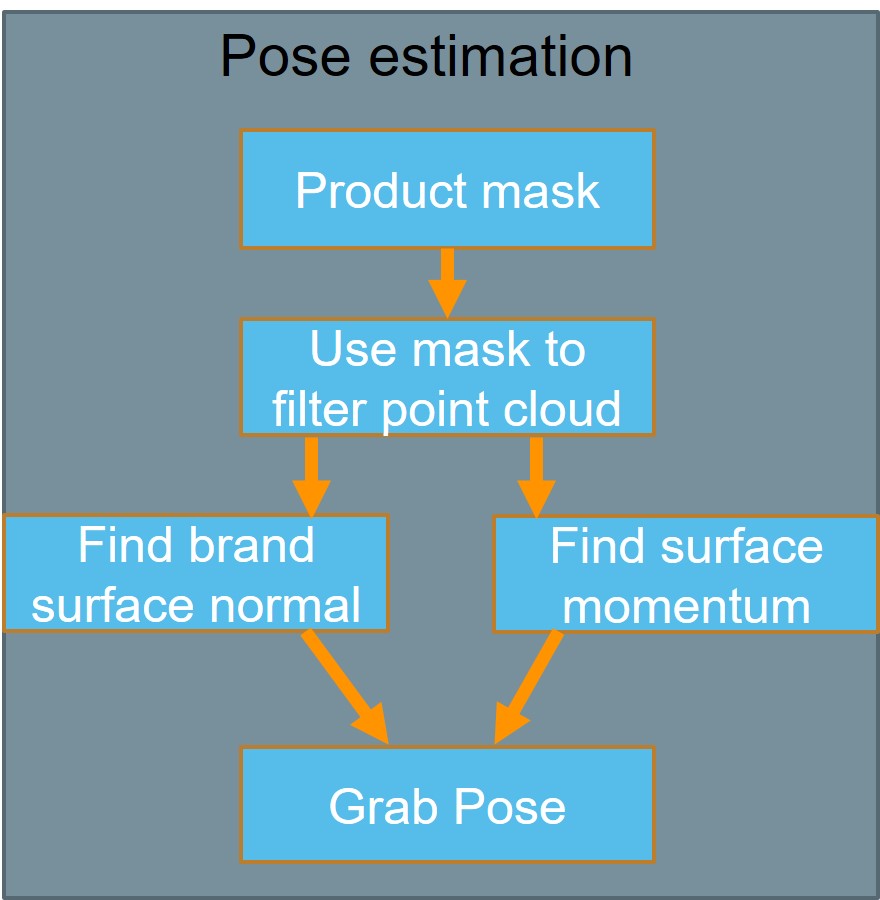 Pose estimation
Product mask
Use mask to
filter point cloud
Find brand
surface normal
Find surface
momentum
Grab Pose